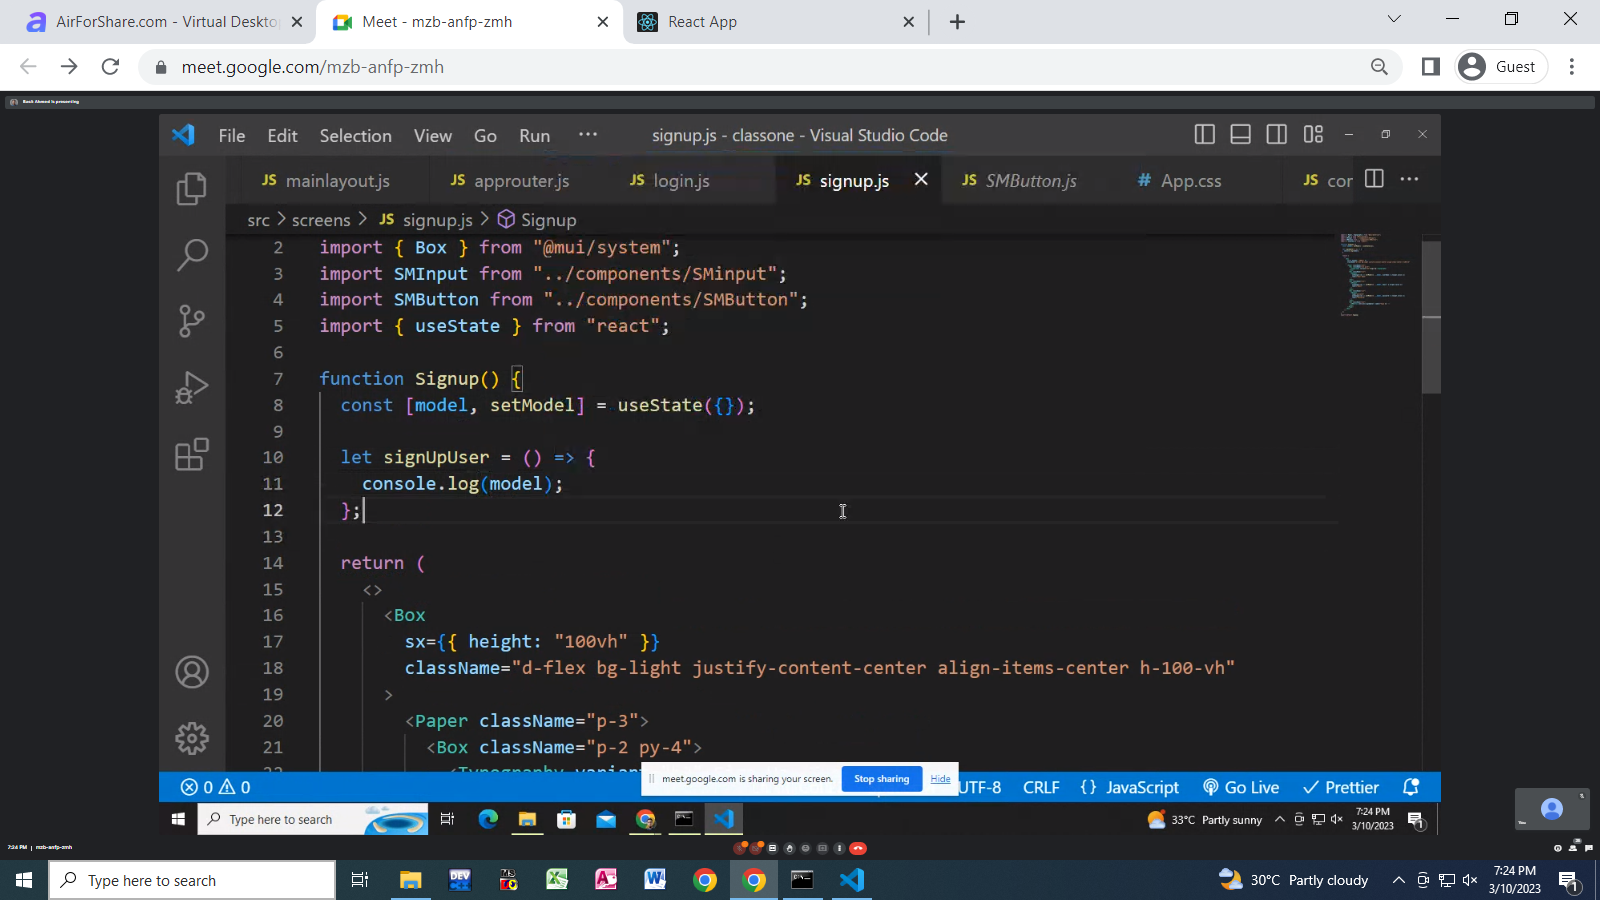 AirForShare.com - Virtual Deskto
Meet - mzb-anfp-zmh
React App
meet.google.com/mzb-anfp-zmh
Guest
File Edit Selection View Go Run ··· signup.js - classone - Visual Studio Code
JS mainlayout.js JS approuter.js JS login.js JS signup.js JS SMButton.js # App.css JS cor
src > screens > JS signup.js > Signup
2 import { Box } from "@mui/system";
3 import SMInput from "../components/SMinput";
4 import SMButton from "../components/SMButton";
5 import { useState } from "react";
6
7 function Signup() {
8 const [model, setModel] = useState({});
9
10 let signUpUser = () => {
11 console.log(model);
12 };
13
14 return (
15 <>
16 <Box
17 sx={{ height: "100vh" }}
18 className="d-flex bg-light justify-content-center align-items-center h-100-vh"
19 >
20 <Paper className="p-3">
21 <Box className="p-2 py-4">
meet.google.com is sharing your screen. Stop sharing Hide
0 0 UTF-8 CRLF {} JavaScript Go Live Prettier
Type here to search
33°C Partly sunny
7:24 PM
3/10/2023
1
7:24 PM | mzb-anfp-zmh
Type here to search
30°C Partly cloudy
7:24 PM
3/10/2023
1